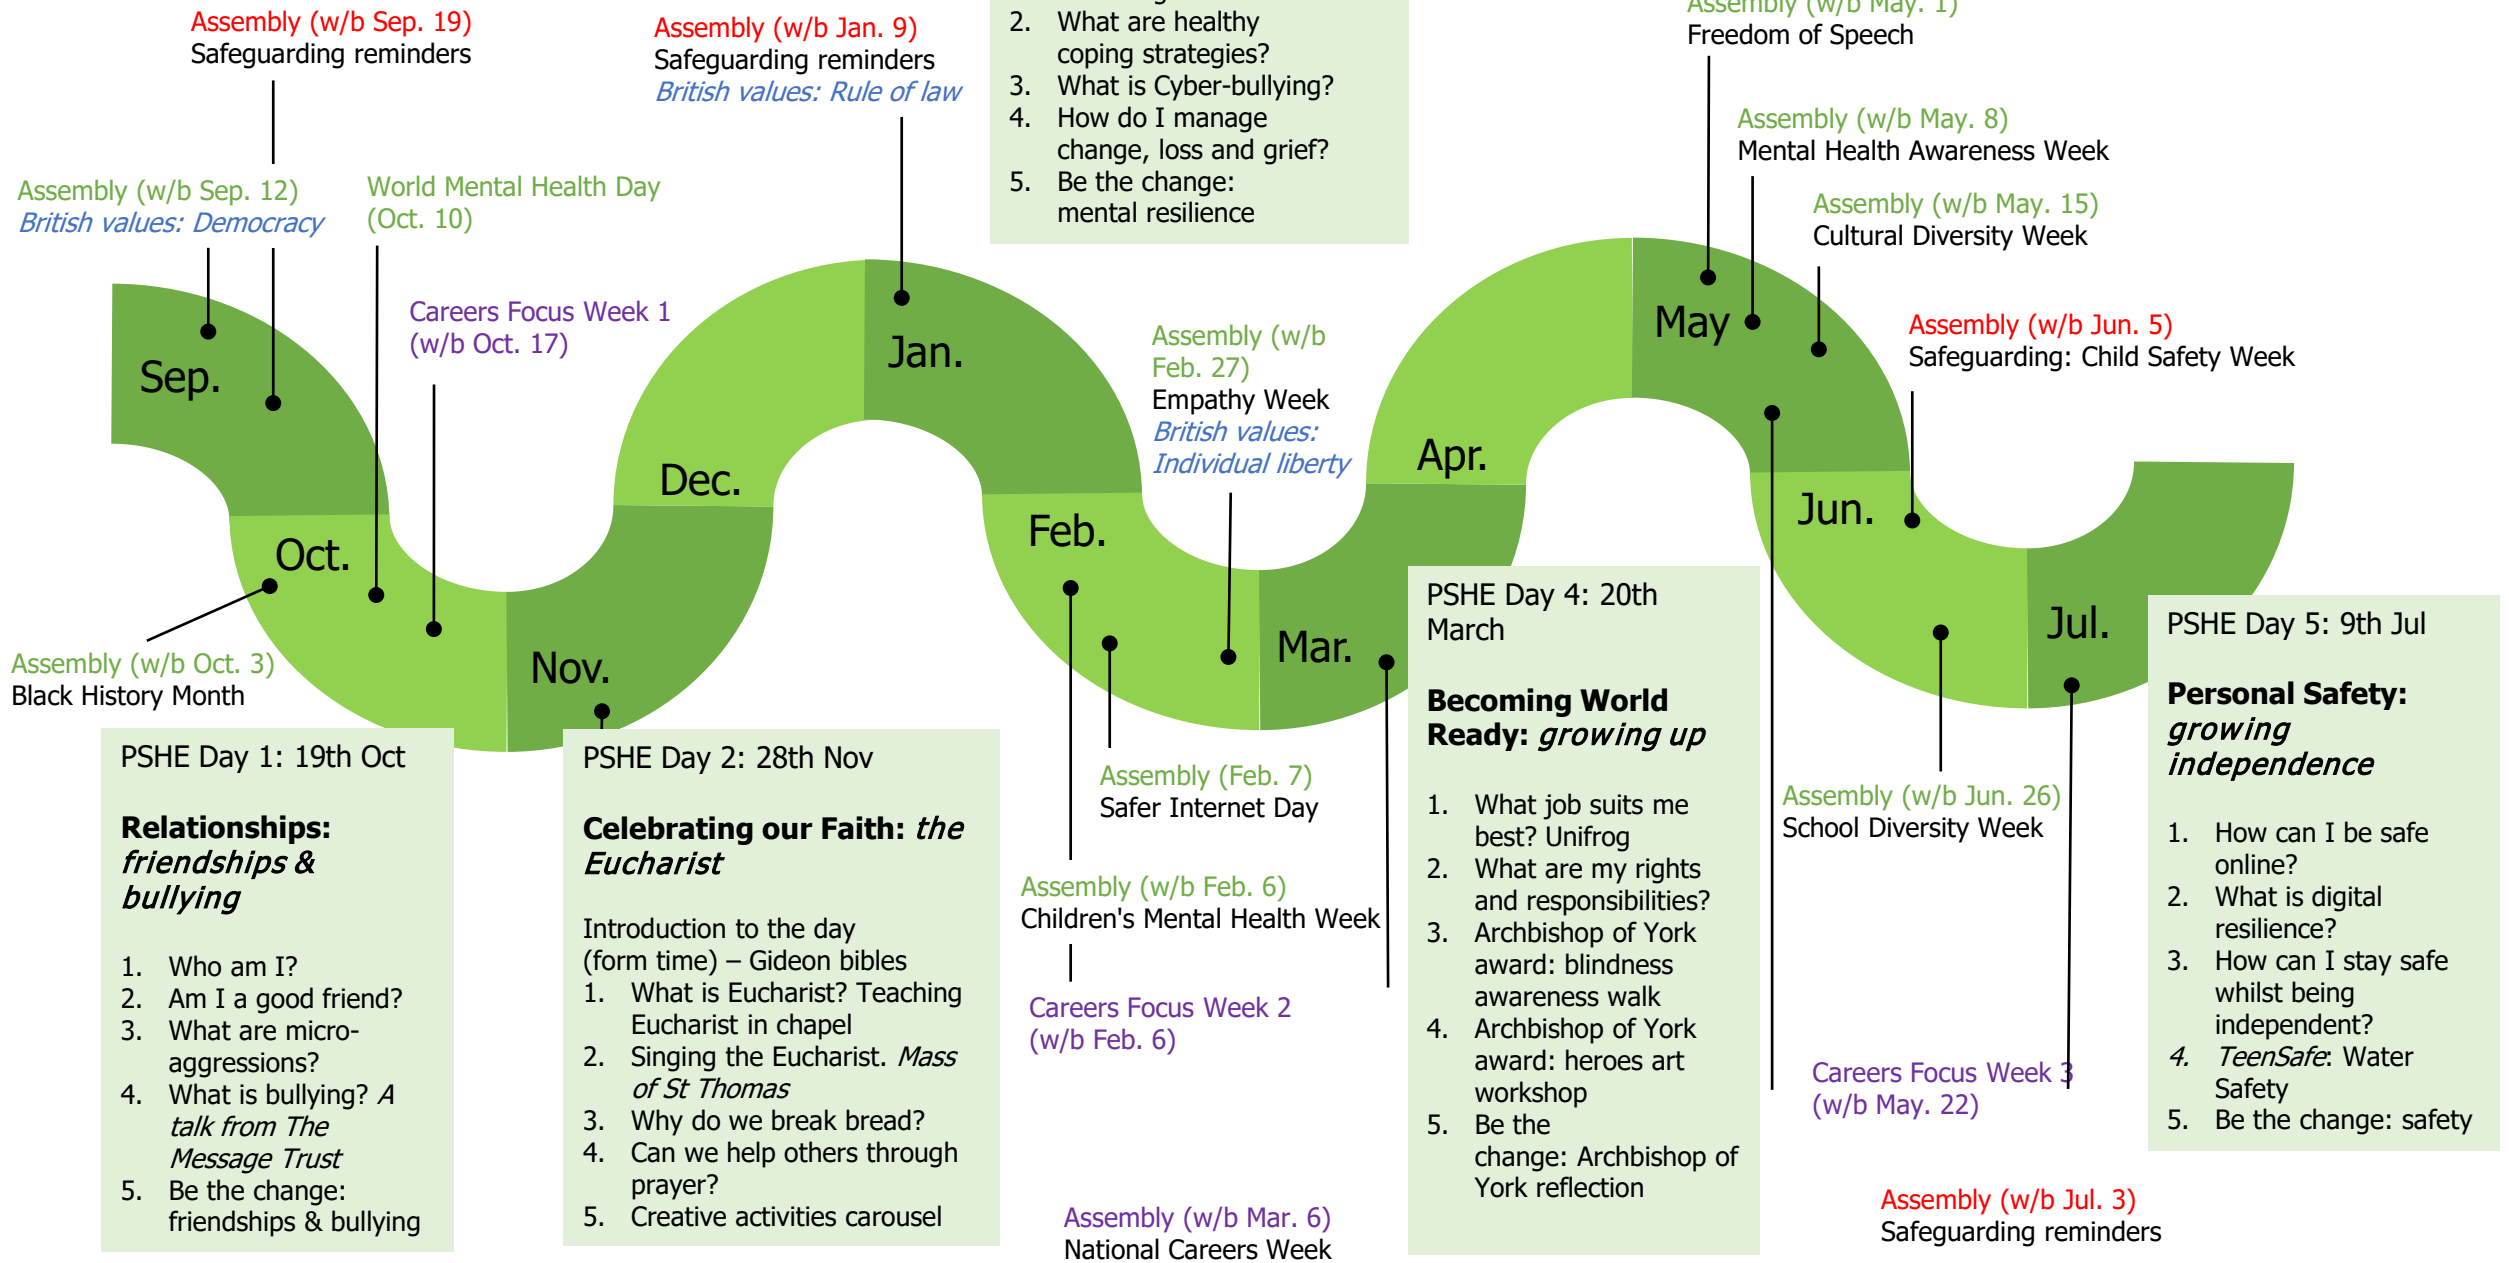 Assembly (w/b Sep. 19)
Safeguarding reminders
Assembly (w/b Sep. 12)
British values: Democracy
World Mental Health Day
(Oct. 10)
Careers Focus Week 1
(w/b Oct. 17)
Assembly (w/b Jan. 9)
Safeguarding reminders
British values: Rule of law
2. What are healthy
coping strategies?
3. What is Cyber-bullying?
4. How do I manage
change, loss and grief?
5. Be the change:
mental resilience
Assembly (w/b May. 1)
Freedom of Speech
Assembly (w/b May. 8)
Mental Health Awareness Week
Assembly (w/b May. 15)
Cultural Diversity Week
Assembly (w/b Jun. 5)
Safeguarding: Child Safety Week
Assembly (w/b
Feb. 27)
Empathy Week
British values:
Individual liberty
Sep.
Oct.
Nov.
Dec.
Jan.
Feb.
Mar.
Apr.
May
Jun.
Jul.
Assembly (w/b Oct. 3)
Black History Month
PSHE Day 1: 19th Oct
Relationships:
friendships &
bullying
1. Who am I?
2. Am I a good friend?
3. What are micro-
aggressions?
4. What is bullying? A
talk from The
Message Trust
5. Be the change:
friendships & bullying
PSHE Day 2: 28th Nov
Celebrating our Faith: the
Eucharist
Introduction to the day
(form time) – Gideon bibles
1. What is Eucharist? Teaching
Eucharist in chapel
2. Singing the Eucharist. Mass
of St Thomas
3. Why do we break bread?
4. Can we help others through
prayer?
5. Creative activities carousel
Assembly (Feb. 7)
Safer Internet Day
Assembly (w/b Feb. 6)
Children's Mental Health Week
Careers Focus Week 2
(w/b Feb. 6)
Assembly (w/b Mar. 6)
National Careers Week
PSHE Day 4: 20th
March
Becoming World
Ready: growing up
1. What job suits me
best? Unifrog
2. What are my rights
and responsibilities?
3. Archbishop of York
award: blindness
awareness walk
4. Archbishop of York
award: heroes art
workshop
5. Be the
change: Archbishop of
York reflection
Assembly (w/b Jun. 26)
School Diversity Week
Careers Focus Week 3
(w/b May. 22)
Assembly (w/b Jul. 3)
Safeguarding reminders
PSHE Day 5: 9th Jul
Personal Safety:
growing
independence
1. How can I be safe
online?
2. What is digital
resilience?
3. How can I stay safe
whilst being
independent?
4. TeenSafe: Water
Safety
5. Be the change: safety